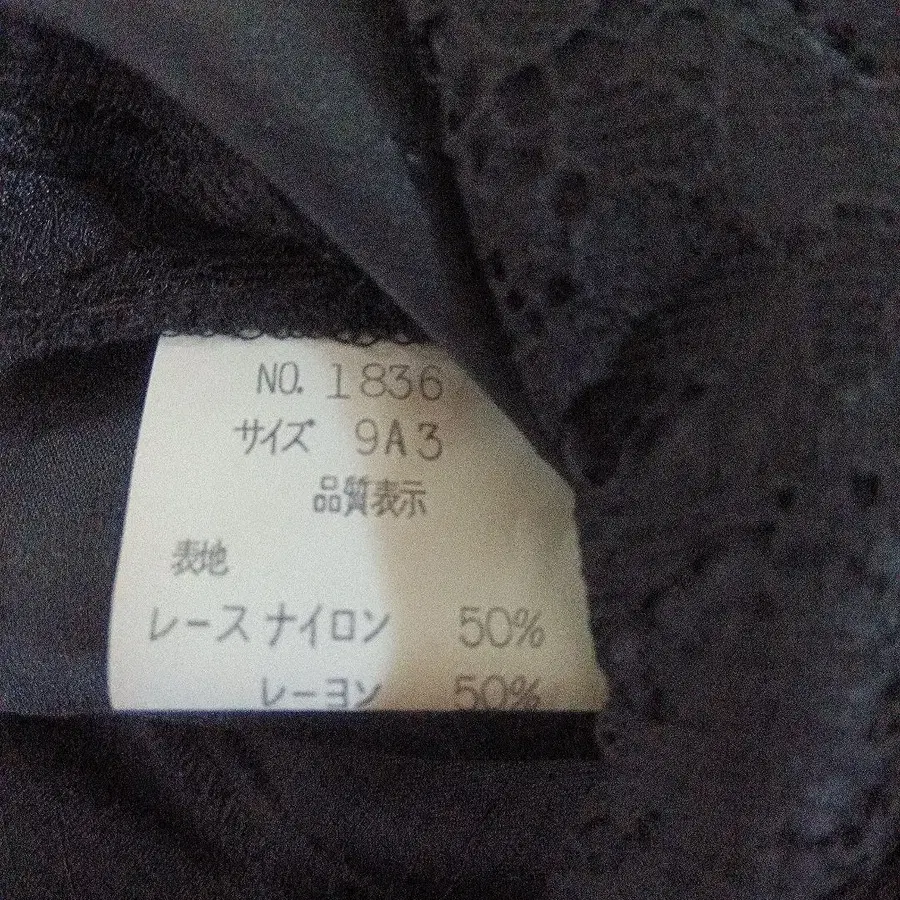 NO. 1836
サイズ 9A3
品質表示
表地
レース ナイロン 50%
レーヨン 50%